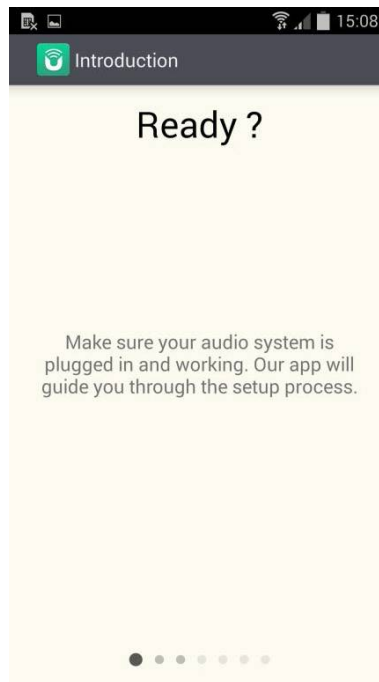 15:08
Introduction
Ready ?
Make sure your audio system is
plugged in and working. Our app will
guide you through the setup process.